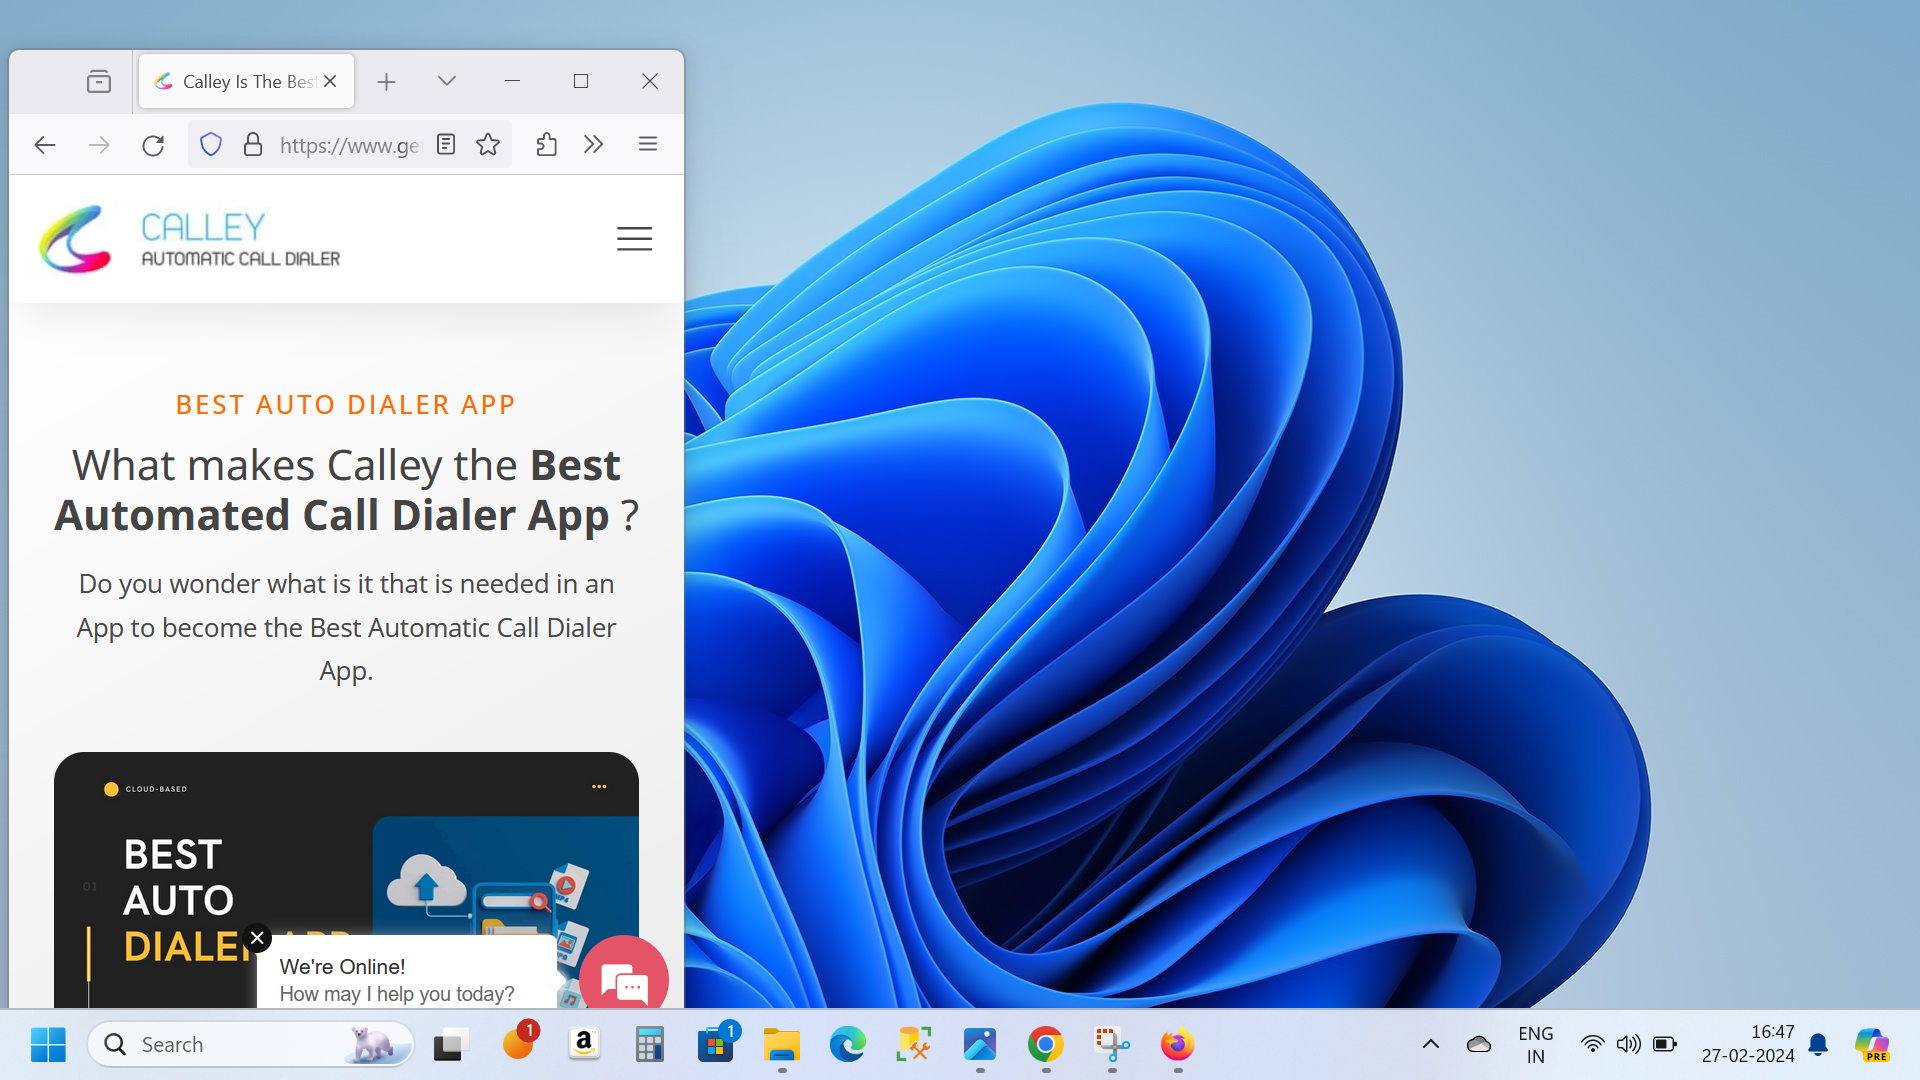 Calley Is The Bes
https://www.ge
CALLEY
AUTOMATIC CALL DIALER
BEST AUTO DIALER APP
What makes Calley the Best
Automated Call Dialer App ?
Do you wonder what is it that is needed in an
App to become the Best Automatic Call Dialer
App.
CLOUD-BASED
BEST
AUTO
01
DIALER APP
We're Online!
How may I help you today?
Search
1
a
1
ENG
IN
16:47
27-02-2024
PRE